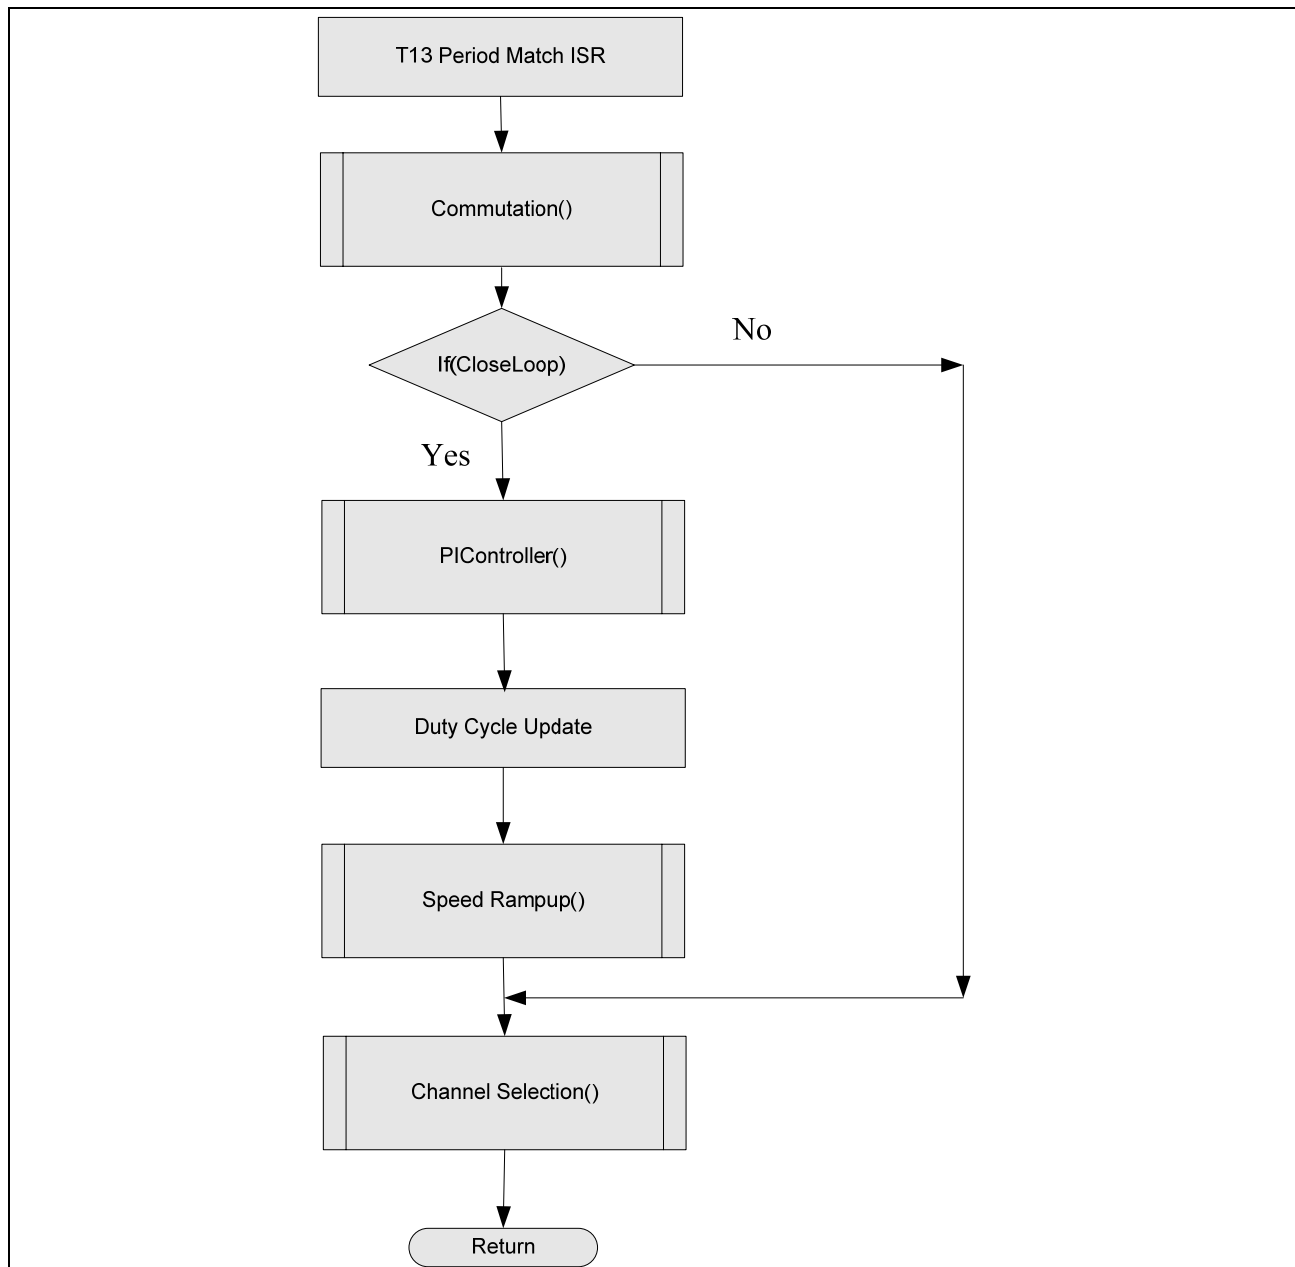 T13 Period Match ISR
Commutation()
If(CloseLoop)
No
Yes
PIController()
Duty Cycle Update
Speed Rampup()
Channel Selection()
Return